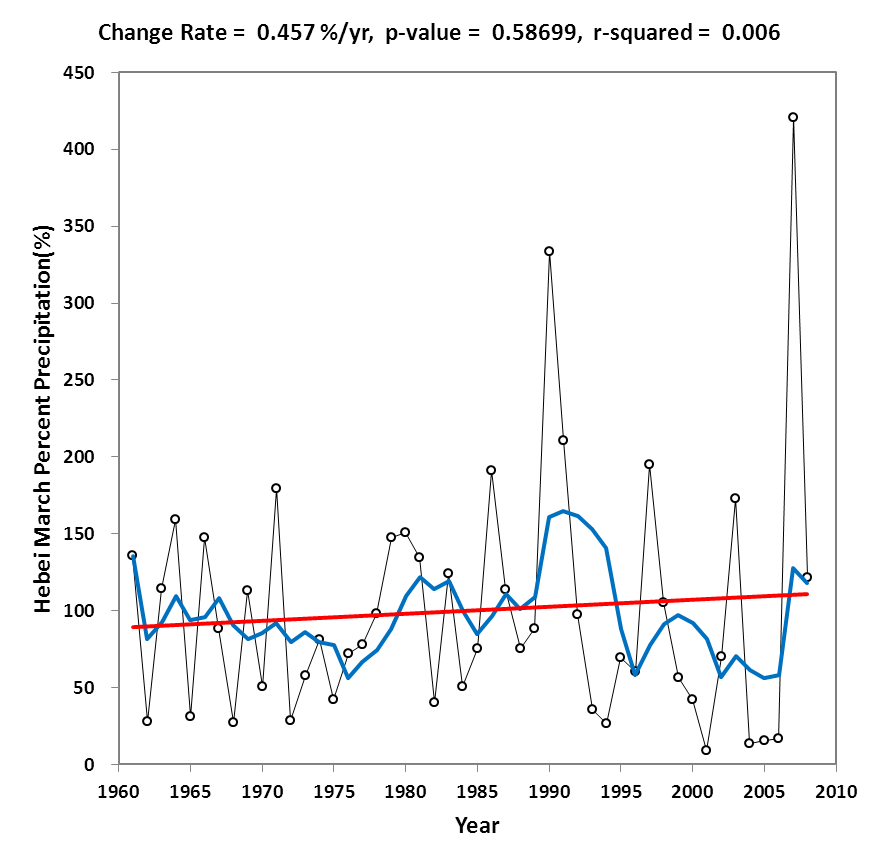 Change Rate = 0.457 %/yr, p-value = 0.58699, r-squared = 0.006
Hebei March Percent Precipitation(%)
450
400
350
300
250
200
150
100
50
0
1960 1965 1970 1975 1980 1985 1990 1995 2000 2005 2010
Year